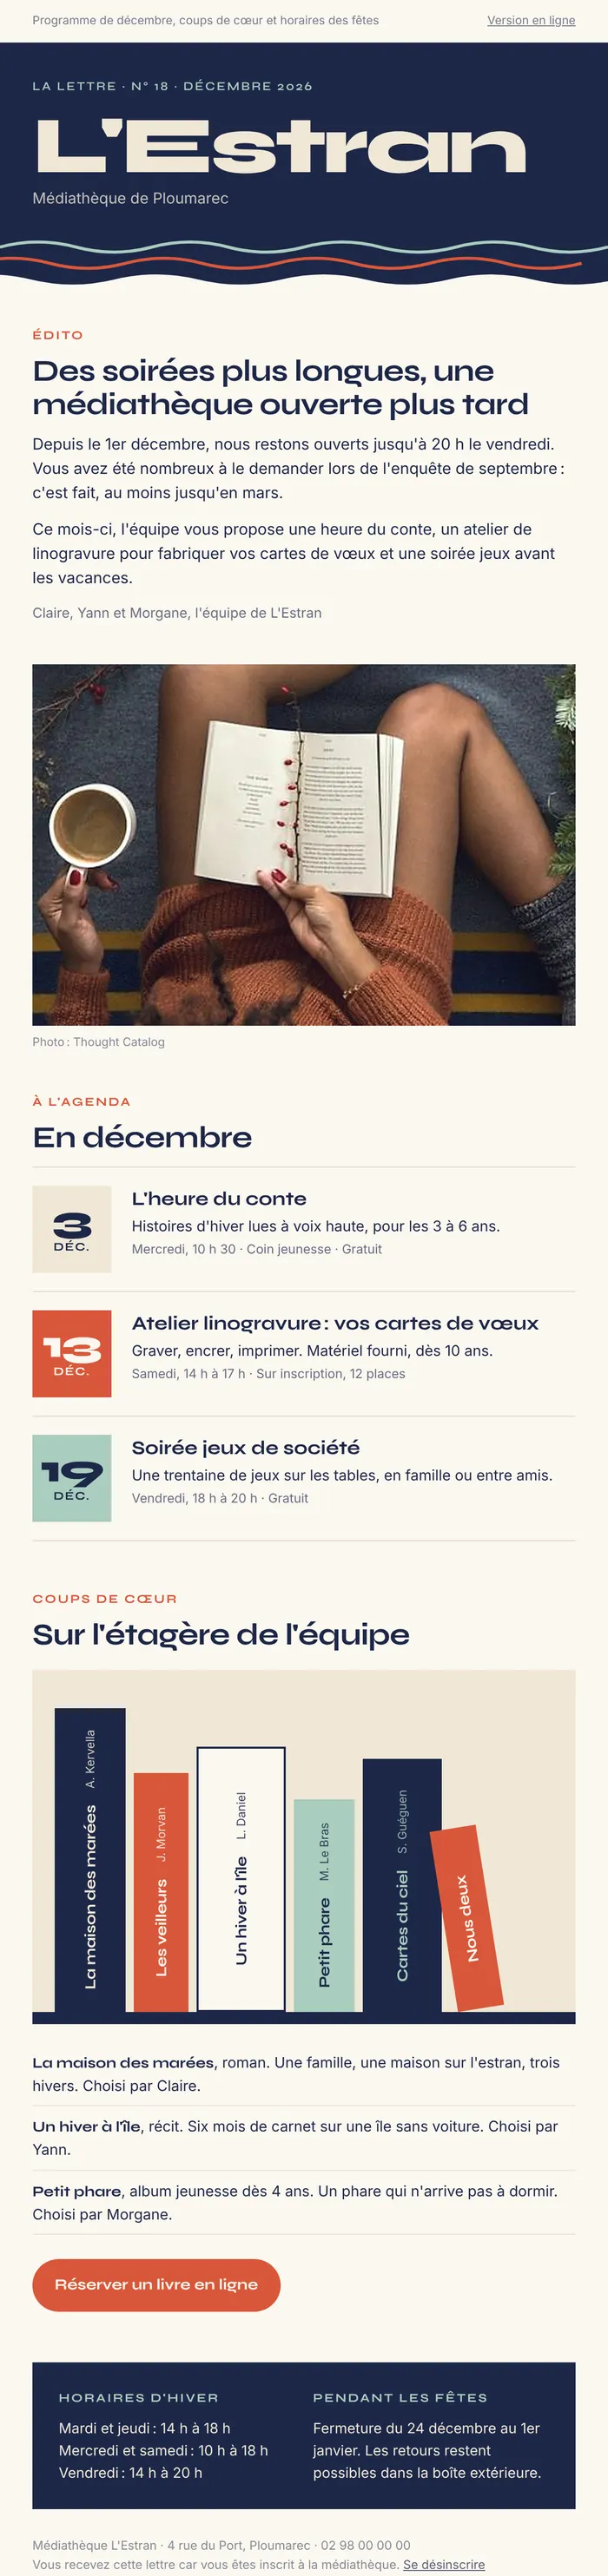 Programme de décembre, coups de cœur et horaires des fêtes
Version en ligne
LA LETTRE · N° 18 · DÉCEMBRE 2026
L'Estran
Médiathèque de Ploumarec
ÉDITO
Des soirées plus longues, une
médiathèque ouverte plus tard
Depuis le 1er décembre, nous restons ouverts jusqu'à 20 h le vendredi.
Vous avez été nombreux à le demander lors de l'enquête de septembre :
c'est fait, au moins jusqu'en mars.
Ce mois-ci, l'équipe vous propose une heure du conte, un atelier de
linogravure pour fabriquer vos cartes de vœux et une soirée jeux avant
les vacances.
Claire, Yann et Morgane, l'équipe de L'Estran
Photo : Thought Catalog
À L'AGENDA
En décembre
3
DÉC.
L'heure du conte
Histoires d'hiver lues à voix haute, pour les 3 à 6 ans.
Mercredi, 10 h 30 · Coin jeunesse · Gratuit
13
DÉC.
Atelier linogravure : vos cartes de vœux
Graver, encrer, imprimer. Matériel fourni, dès 10 ans.
Samedi, 14 h à 17 h · Sur inscription, 12 places
19
DÉC.
Soirée jeux de société
Une trentaine de jeux sur les tables, en famille ou entre amis.
Vendredi, 18 h à 20 h · Gratuit
COUPS DE CŒUR
Sur l'étagère de l'équipe
La maison des marées A. Kervella
Les veilleurs J. Morvan
Un hiver à l'île L. Daniel
Petit phare M. Le Bras
Cartes du ciel S. Guéguen
Nous deux
La maison des marées, roman. Une famille, une maison sur l'estran, trois
hivers. Choisi par Claire.
Un hiver à l'île, récit. Six mois de carnet sur une île sans voiture. Choisi par
Yann.
Petit phare, album jeunesse dès 4 ans. Un phare qui n'arrive pas à dormir.
Choisi par Morgane.
Réserver un livre en ligne
HORAIRES D'HIVER
Mardi et jeudi : 14 h à 18 h
Mercredi et samedi : 10 h à 18 h
Vendredi : 14 h à 20 h
PENDANT LES FÊTES
Fermeture du 24 décembre au 1er
janvier. Les retours restent
possibles dans la boîte extérieure.
Médiathèque L'Estran · 4 rue du Port, Ploumarec · 02 98 00 00 00
Vous recevez cette lettre car vous êtes inscrit à la médiathèque. Se désinscrire